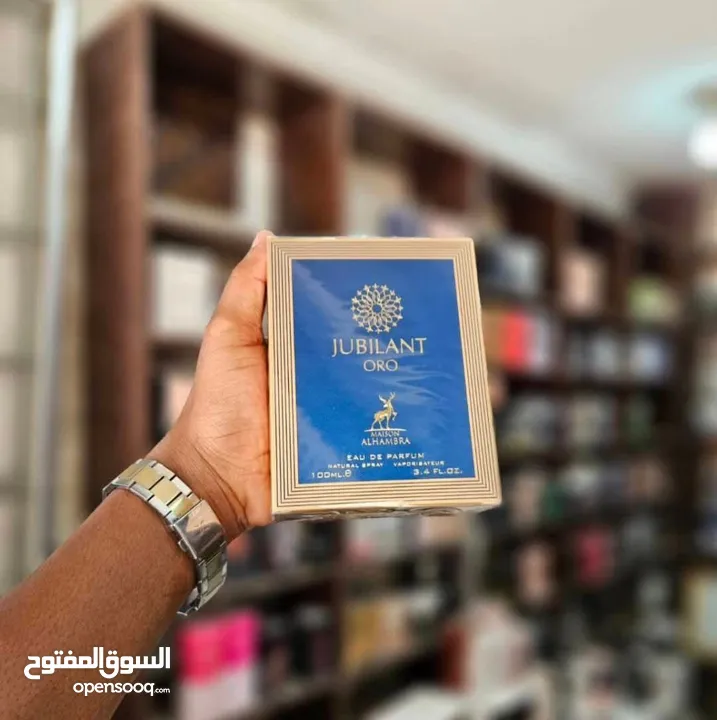 JUBILANT
ORO
MAISON
ALHAMBRA
EAU DE PARFUM
NATURAL SPRAY VAPORISATEUR
100ML.e 3.4 FL.OZ.
السوق المفتوح
opensooq.com